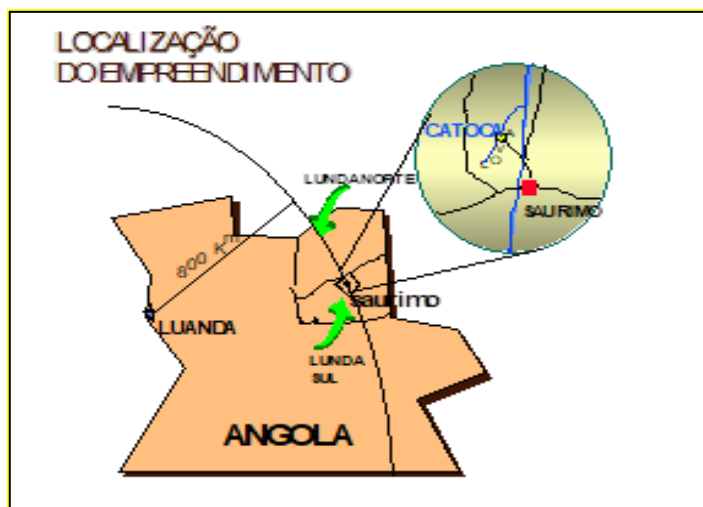 LOCALIZAÇÃO
DO EMPREENDIMENTO
LUNDA NORTE
CATOCA
SAURIMO
800 Km
saurimo
LUANDA
LUNDA
SUL
ANGOLA